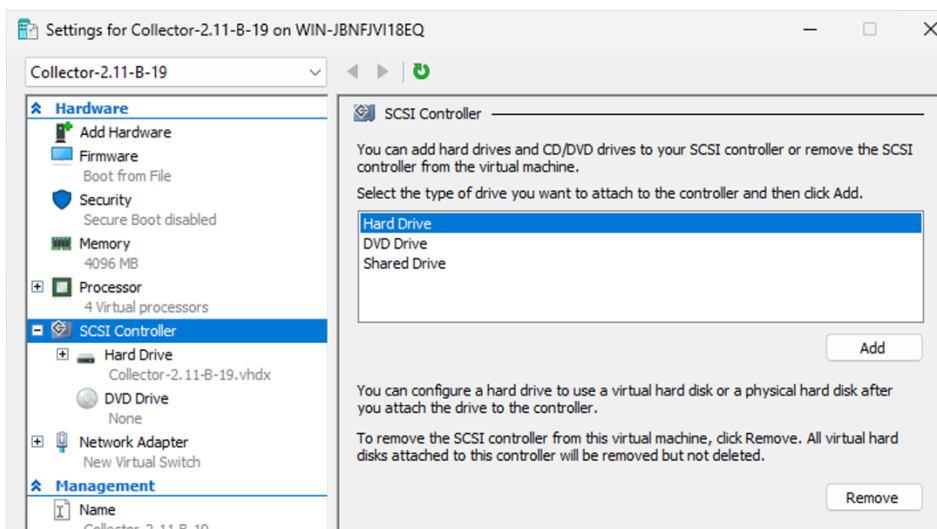 Settings for Collector-2.11-B-19 on WIN-JBNFJVI18EQ
Collector-2.11-B-19
Hardware
Add Hardware
Firmware
Boot from File
Security
Secure Boot disabled
Memory
4096 MB
Processor
4 Virtual processors
SCSI Controller
Hard Drive
Collector-2.11-B-19.vhdx
DVD Drive
None
Network Adapter
New Virtual Switch
Management
Name
Collector-2.11-B-19
SCSI Controller
You can add hard drives and CD/DVD drives to your SCSI controller or remove the SCSI
controller from the virtual machine.
Select the type of drive you want to attach to the controller and then click Add.
Hard Drive
DVD Drive
Shared Drive
Add
You can configure a hard drive to use a virtual hard disk or a physical hard disk after
you attach the drive to the controller.
To remove the SCSI controller from this virtual machine, click Remove. All virtual hard
disks attached to this controller will be removed but not deleted.
Remove